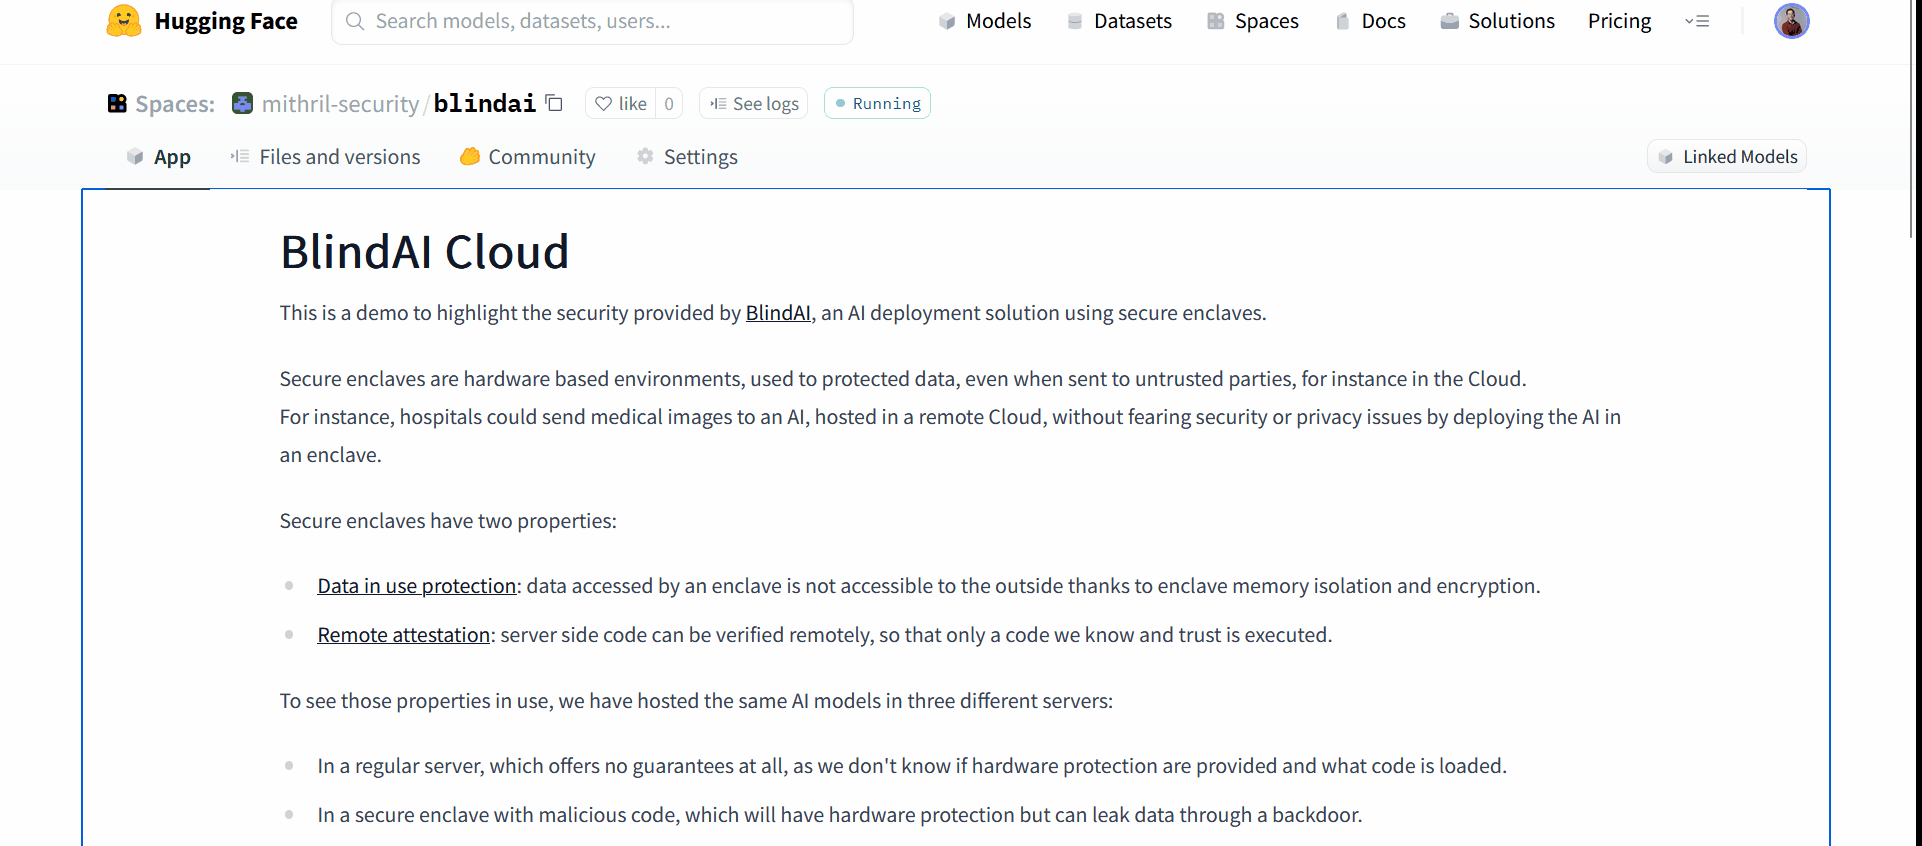 Hugging Face Search models, datasets, users... Models Datasets Spaces Docs Solutions Pricing
Spaces: mithril-security/blindai like 0 See logs Running
App Files and versions Community Settings Linked Models
BlindAI Cloud
This is a demo to highlight the security provided by BlindAI, an AI deployment solution using secure enclaves.
Secure enclaves are hardware based environments, used to protected data, even when sent to untrusted parties, for instance in the Cloud.
For instance, hospitals could send medical images to an AI, hosted in a remote Cloud, without fearing security or privacy issues by deploying the AI in
an enclave.
Secure enclaves have two properties:
Data in use protection: data accessed by an enclave is not accessible to the outside thanks to enclave memory isolation and encryption.
Remote attestation: server side code can be verified remotely, so that only a code we know and trust is executed.
To see those properties in use, we have hosted the same AI models in three different servers:
In a regular server, which offers no guarantees at all, as we don't know if hardware protection are provided and what code is loaded.
In a secure enclave with malicious code, which will have hardware protection but can leak data through a backdoor.